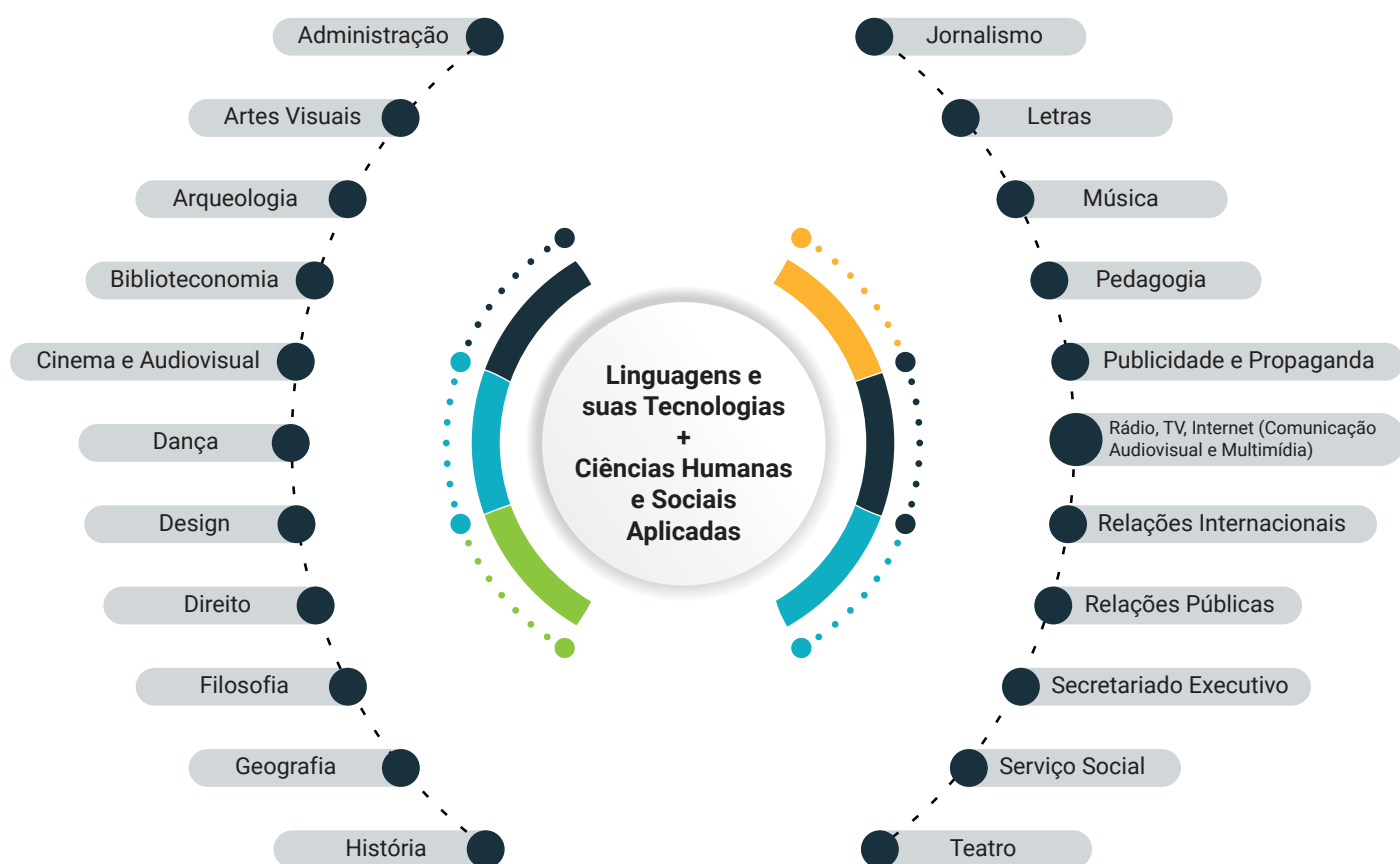 Administração
Artes Visuais
Arqueologia
Biblioteconomia
Cinema e Audiovisual
Dança
Design
Direito
Filosofia
Geografia
História
Linguagens e
suas Tecnologias
+
Ciências Humanas
e Sociais
Aplicadas
Jornalismo
Letras
Música
Pedagogia
Publicidade e Propaganda
Rádio, TV, Internet (Comunicação
Audiovisual e Multimídia)
Relações Internacionais
Relações Públicas
Secretariado Executivo
Serviço Social
Teatro